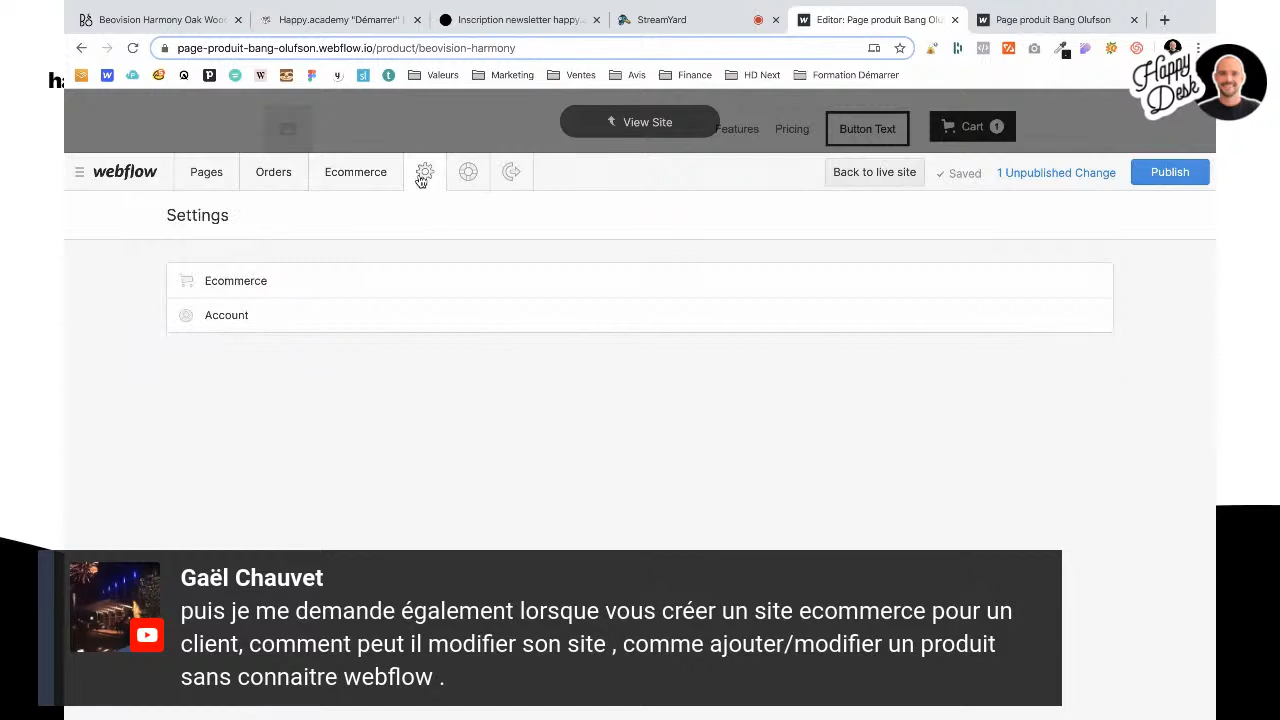 Beovision Harmony Oak Woo
Happy.academy "Démarrer"
Inscription newsletter happy.
StreamYard
Editor: Page produit Bang Olu
Page produit Bang Olufson
page-produit-bang-olufson.webflow.io/product/beovision-harmony
Valeurs
Marketing
Ventes
Avis
Finance
HD Next
Formation Démarrer
Happy
Desk
ha
View Site
Features
Pricing
Button Text
Cart 1
webflow
Pages
Orders
Ecommerce
Back to live site
Saved
1 Unpublished Change
Publish
Settings
Ecommerce
Account
Gaël Chauvet
puis je me demande également lorsque vous créer un site ecommerce pour un
client, comment peut il modifier son site , comme ajouter/modifier un produit
sans connaitre webflow .